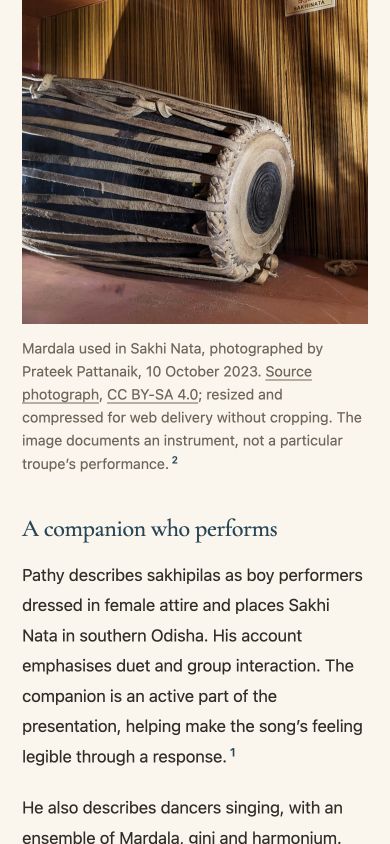 SAKHINATA
Mardala used in Sakhi Nata, photographed by
Prateek Pattanaik, 10 October 2023. Source
photograph, CC BY-SA 4.0; resized and
compressed for web delivery without cropping. The
image documents an instrument, not a particular
troupe’s performance. 2
A companion who performs
Pathy describes sakhipilas as boy performers
dressed in female attire and places Sakhi
Nata in southern Odisha. His account
emphasises duet and group interaction. The
companion is an active part of the
presentation, helping make the song’s feeling
legible through a response. 1
He also describes dancers singing, with an
ensemble of Mardala, gini and harmonium.